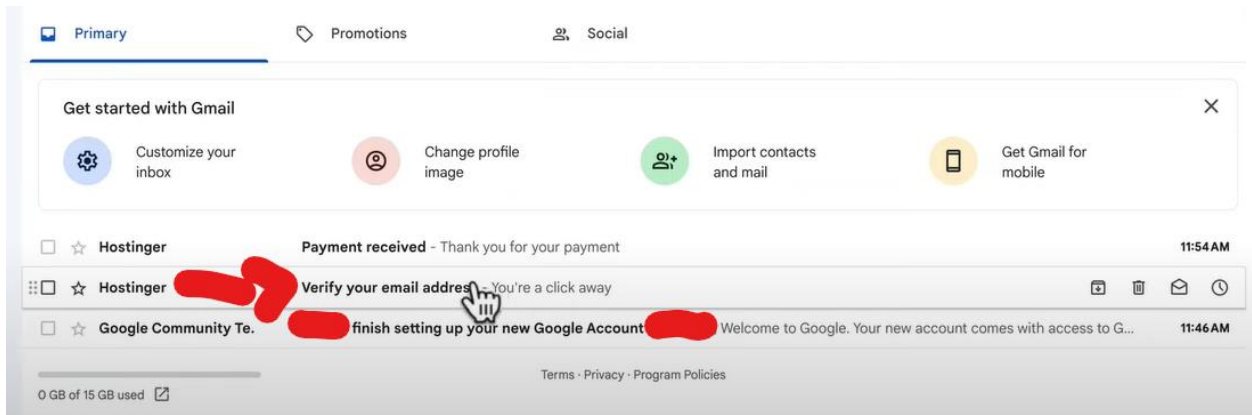 Primary Promotions Social
Get started with Gmail
Customize your inbox
Change profile image
Import contacts and mail
Get Gmail for mobile
Hostinger Payment received - Thank you for your payment 11:54 AM
Hostinger Verify your email address - You're a click away
Google Community Te. finish setting up your new Google Account Welcome to Google. Your new account comes with access to G... 11:46 AM
Terms · Privacy · Program Policies
0 GB of 15 GB used